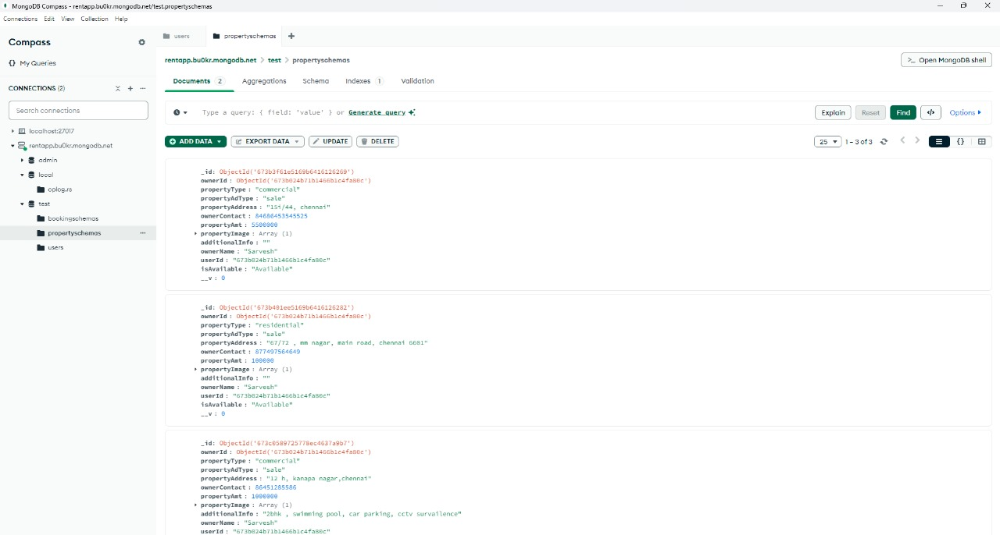 MongoDB Compass - rentapp.bu0kr.mongodb.net/test.propertyschemas
Connections Edit View Collection Help
Compass
{} My Queries
CONNECTIONS (2)
Search connections
localhost:27017
rentapp.bu0kr.mongodb.net
admin
local
oplog.rs
test
bookingschemas
propertyschemas
users
users
propertyschemas
rentapp.bu0kr.mongodb.net > test > propertyschemas
>_ Open MongoDB shell
Documents 2 Aggregations Schema Indexes 1 Validation
Type a query: { field: 'value' } or Generate query
Explain Reset Find </> Options
ADD DATA EXPORT DATA UPDATE DELETE
25 1 – 3 of 3 {}
_id: ObjectId('673b3f61e5169b6416126269')
ownerId : ObjectId('673b024b71b1466b1c4fa80c')
propertyType : "commercial"
propertyAdType : "sale"
propertyAddress : "15i/44, chennai"
ownerContact : 84686453545525
propertyAmt : 5500000
propertyImage : Array (1)
additionalInfo : ""
ownerName : "Sarvesh"
userId : "673b024b71b1466b1c4fa80c"
isAvailable : "Available"
__v : 0
_id: ObjectId('673b401ee5169b6416126282')
ownerId : ObjectId('673b024b71b1466b1c4fa80c')
propertyType : "residential"
propertyAdType : "sale"
propertyAddress : "67/72 , mm nagar, main road, chennai 6601"
ownerContact : 877497564649
propertyAmt : 100000
propertyImage : Array (1)
additionalInfo : ""
ownerName : "Sarvesh"
userId : "673b024b71b1466b1c4fa80c"
isAvailable : "Available"
__v : 0
_id: ObjectId('673c0589725778ec4637a9b7')
ownerId : ObjectId('673b024b71b1466b1c4fa80c')
propertyType : "commercial"
propertyAdType : "sale"
propertyAddress : "12 h, kanapa nagar,chennai"
ownerContact : 86451285586
propertyAmt : 1000000
propertyImage : Array (1)
additionalInfo : "2bhk , swimming pool, car parking, cctv survailence"
ownerName : "Sarvesh"
userId : "673b024b71b1466b1c4fa80c"